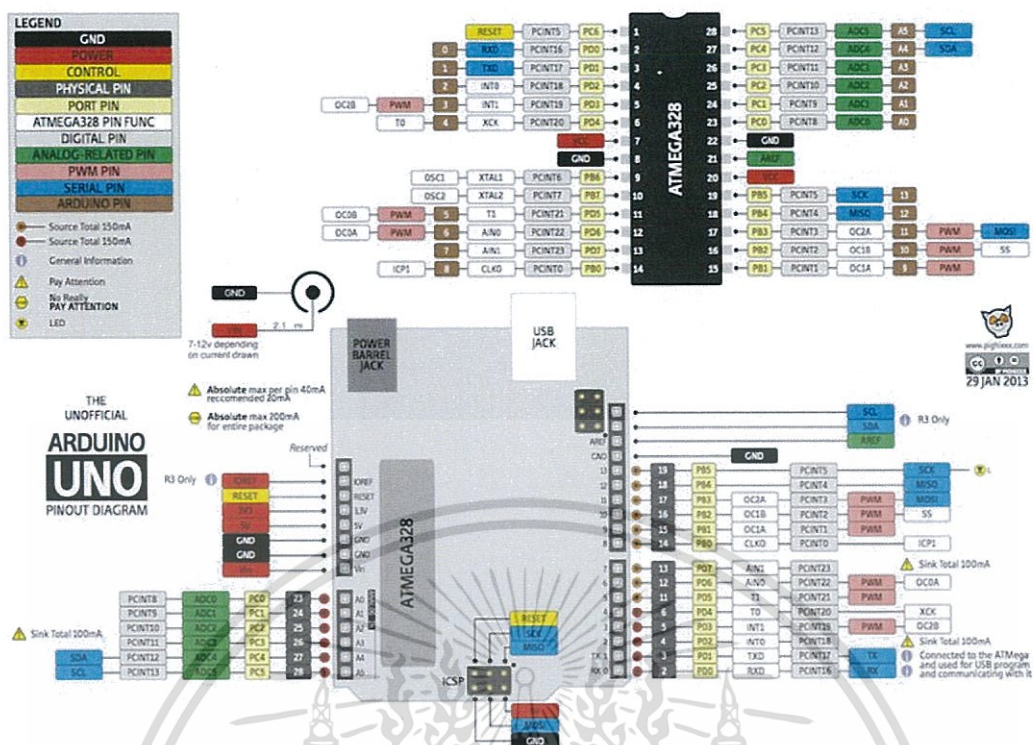 LEGEND
GND
POWER
CONTROL
PHYSICAL PIN
PORT PIN
ATMEGA328 PIN FUNC
DIGITAL PIN
ANALOG-RELATED PIN
PWM PIN
SERIAL PIN
ARDUINO PIN
Source Total 150mA
Source Total 150mA
General Information
Pay Attention
No Really
PAY ATTENTION
LED
RESET PCINT5 PC6 1
0 RXD PCINT16 PD0 2
1 TXD PCINT17 PD1 3
2 INT0 PCINT18 PD2 4
OC2B PWM 3 INT1 PCINT19 PD3 5
T0 4 XCK PCINT20 PD4 6
VCC 7
GND 8
OSC1 XTAL1 PCINT6 PB6 9
OSC2 XTAL2 PCINT7 PB7 10
OC0B PWM 5 T1 PCINT21 PD5 11
OC0A PWM 6 AIN0 PCINT22 PD6 12
7 AIN1 PCINT23 PD7 13
ICP1 8 CLKO PCINT0 PB0 14
ATMEGA328
28 PC5 PCINT13 ADC5 A5 SCL
27 PC4 PCINT12 ADC4 A4 SDA
26 PC3 PCINT11 ADC3 A3
25 PC2 PCINT10 ADC2 A2
24 PC1 PCINT9 ADC1 A1
23 PC0 PCINT8 ADC0 A0
22 GND
21 AREF
20 VCC
19 PB5 PCINT5 SCK 13
18 PB4 PCINT4 MISO 12
17 PB3 PCINT3 OC2A 11 PWM MOSI
16 PB2 PCINT2 OC1B 10 PWM SS
15 PB1 PCINT1 OC1A 9 PWM
GND
VIN
2.1
7-12v depending
on current drawn
POWER
BARREL
JACK
USB
JACK
www.pighixxx.com
29 JAN 2013
Absolute max per pin 40mA
reccomended 20mA
Absolute max 200mA
for entire package
THE
UNOFFICIAL
ARDUINO
UNO
PINOUT DIAGRAM
Reserved
R3 Only IOREF IOREF
RESET RESET
3V3 3.3V
5V 5V
GND GND
GND GND
Vin Vin
PCINT8 ADC0 PC0 23 A0
PCINT9 ADC1 PC1 24 A1
PCINT10 ADC2 PC2 25 A2
Sink Total 100mA PCINT11 ADC3 PC3 26 A3
SDA PCINT12 ADC4 PC4 27 A4
SCL PCINT13 ADC5 PC5 28 A5
ATMEGA328
SCL
SDA R3 Only
AREF AREF
GND GND
13 19 PB5 PCINT5 SCK L
12 18 PB4 PCINT4 MISO
11 17 PB3 OC2A PCINT3 PWM MOSI
10 16 PB2 OC1B PCINT2 PWM SS
9 15 PB1 OC1A PCINT1 PWM
8 14 PB0 CLKO PCINT0 ICP1
Sink Total 100mA
7 13 PD7 AIN1 PCINT23
6 12 PD6 AIN0 PCINT22 PWM OC0A
5 11 PD5 T1 PCINT21 PWM
4 6 PD4 T0 PCINT20 XCK
3 5 PD3 INT1 PCINT19 PWM OC2B
2 4 PD2 INT0 PCINT18
Sink Total 100mA
TX 1 3 PD1 TXD PCINT17 TX
RX 0 2 PD0 RXD PCINT16 RX
Connected to the ATMega
and used for USB program
and communicating with it
RESET
SCK
MISO
ICSP
MOSI
GND